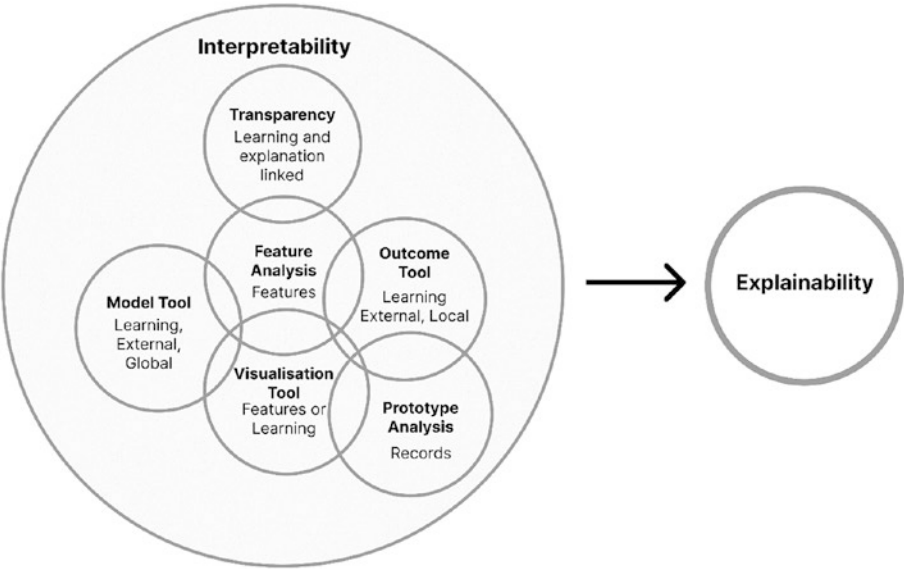 Interpretability
Transparency
Learning and
explanation
linked
Feature
Analysis
Features
Outcome
Tool
Learning
External, Local
Model Tool
Learning,
External,
Global
Visualisation
Tool
Features or
Learning
Prototype
Analysis
Records
Explainability